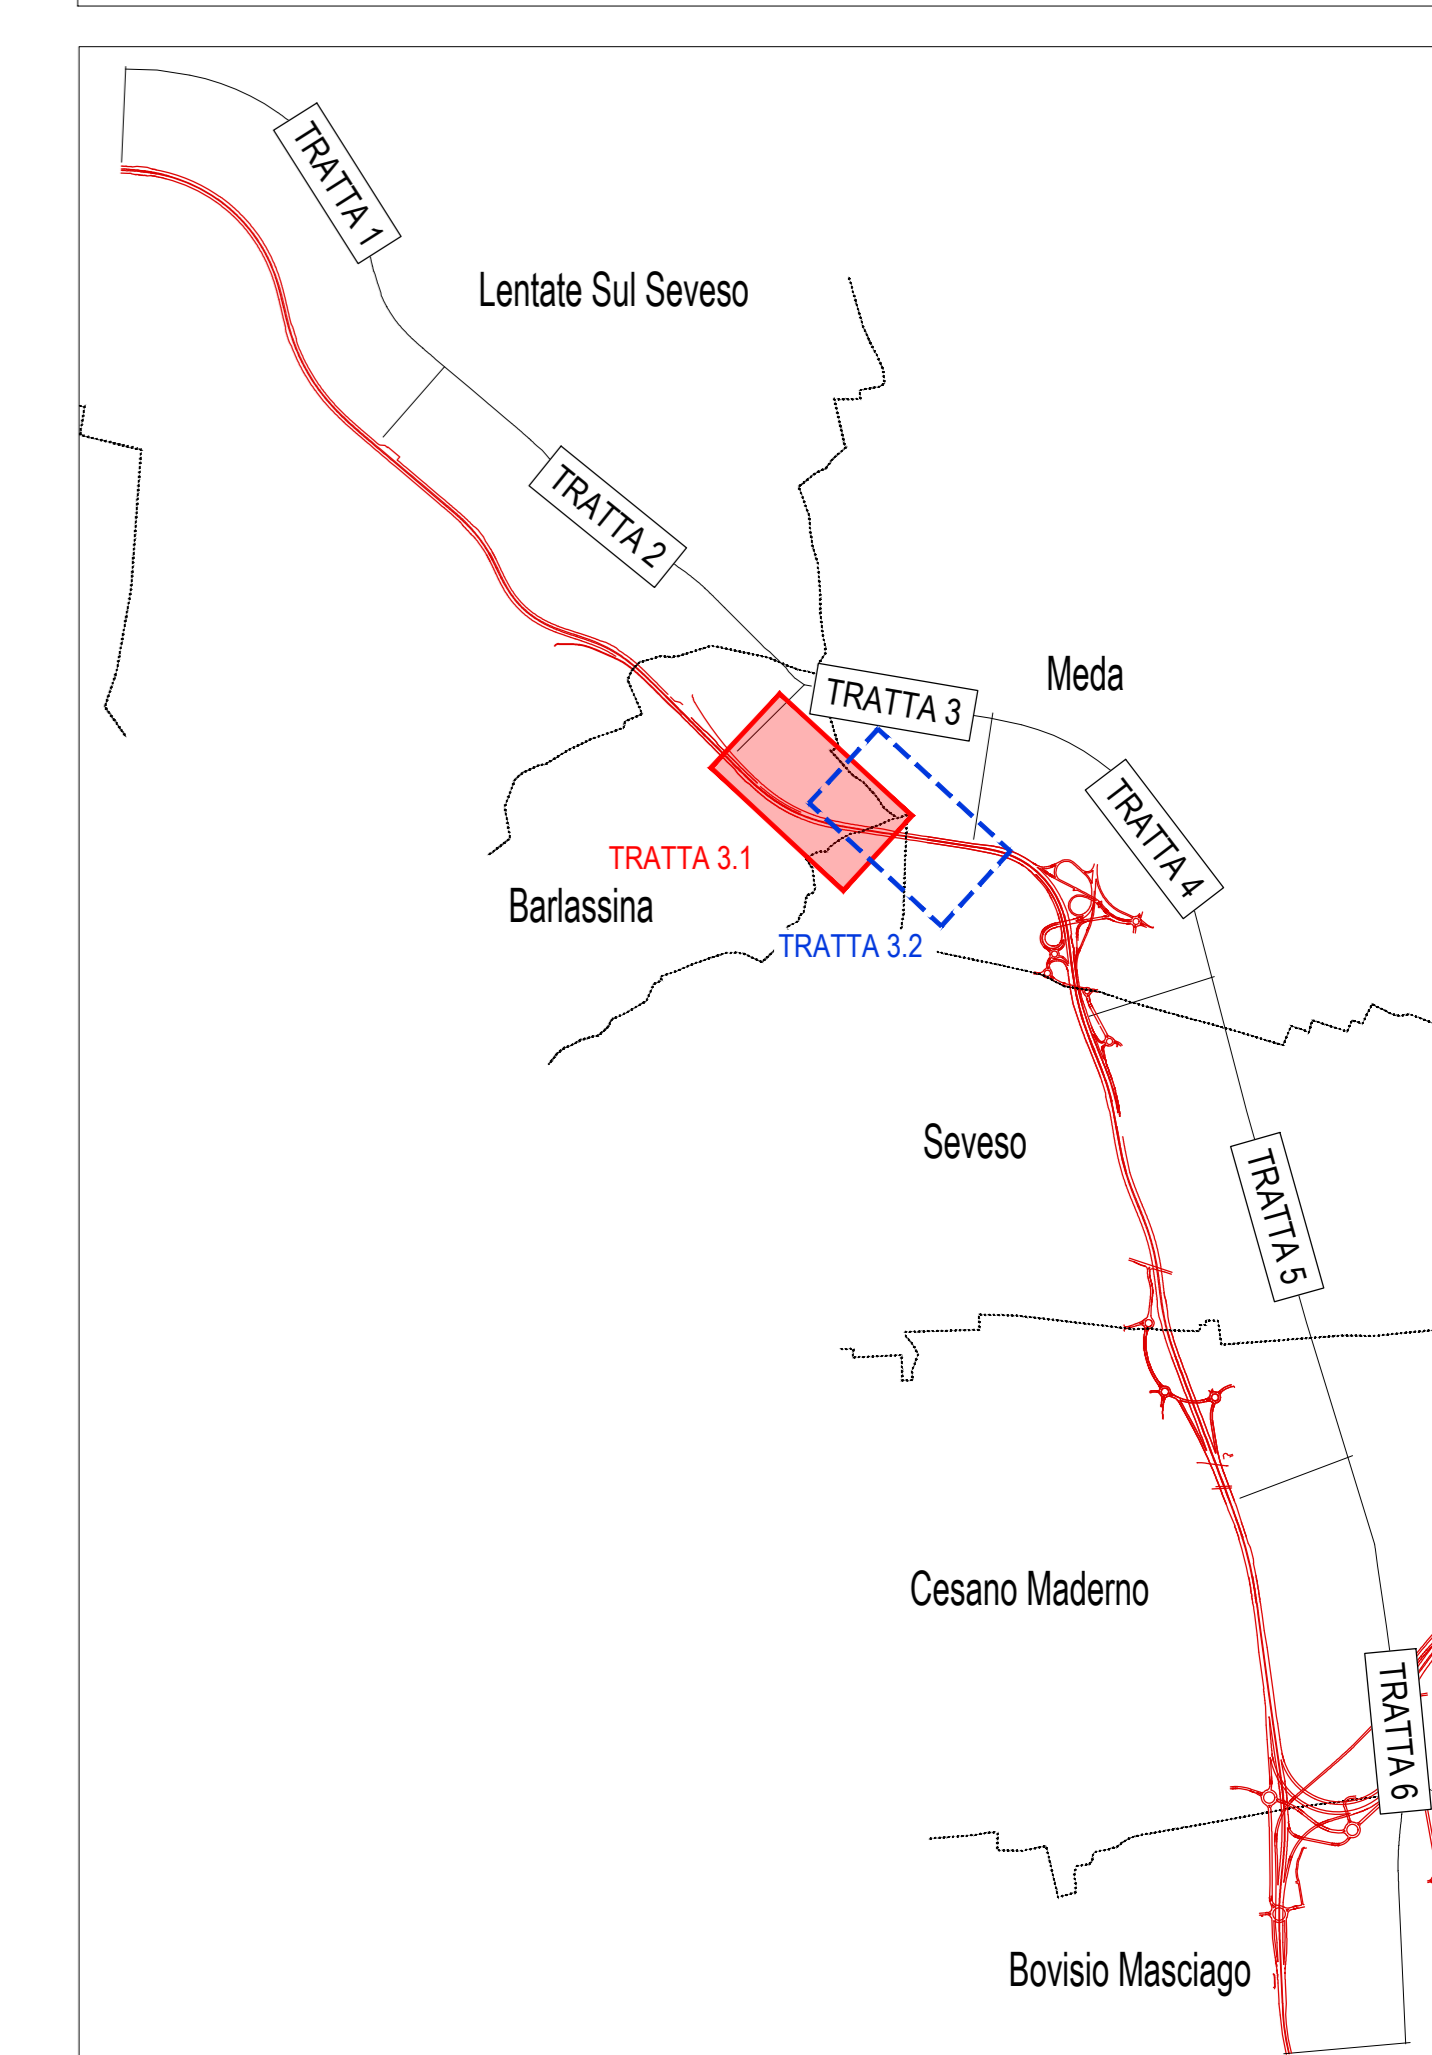 TRATTA 1
Lentate Sul Seveso
TRATTA 2
Meda
TRATTA 3
TRATTA 4
TRATTA 3.1
Barlassina
TRATTA 3.2
Seveso
TRATTA 5
Cesano Maderno
TRATTA 6
Bovisio Masciago